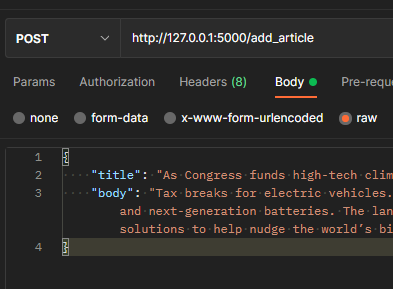 POST http://127.0.0.1:5000/add_article
Params Authorization Headers (8) Body Pre-reque
none form-data x-www-form-urlencoded raw
1 {
2 "title": "As Congress funds high-tech clim
3 "body": "Tax breaks for electric vehicles.
and next-generation batteries. The lan
solutions to help nudge the world's bi
4 }